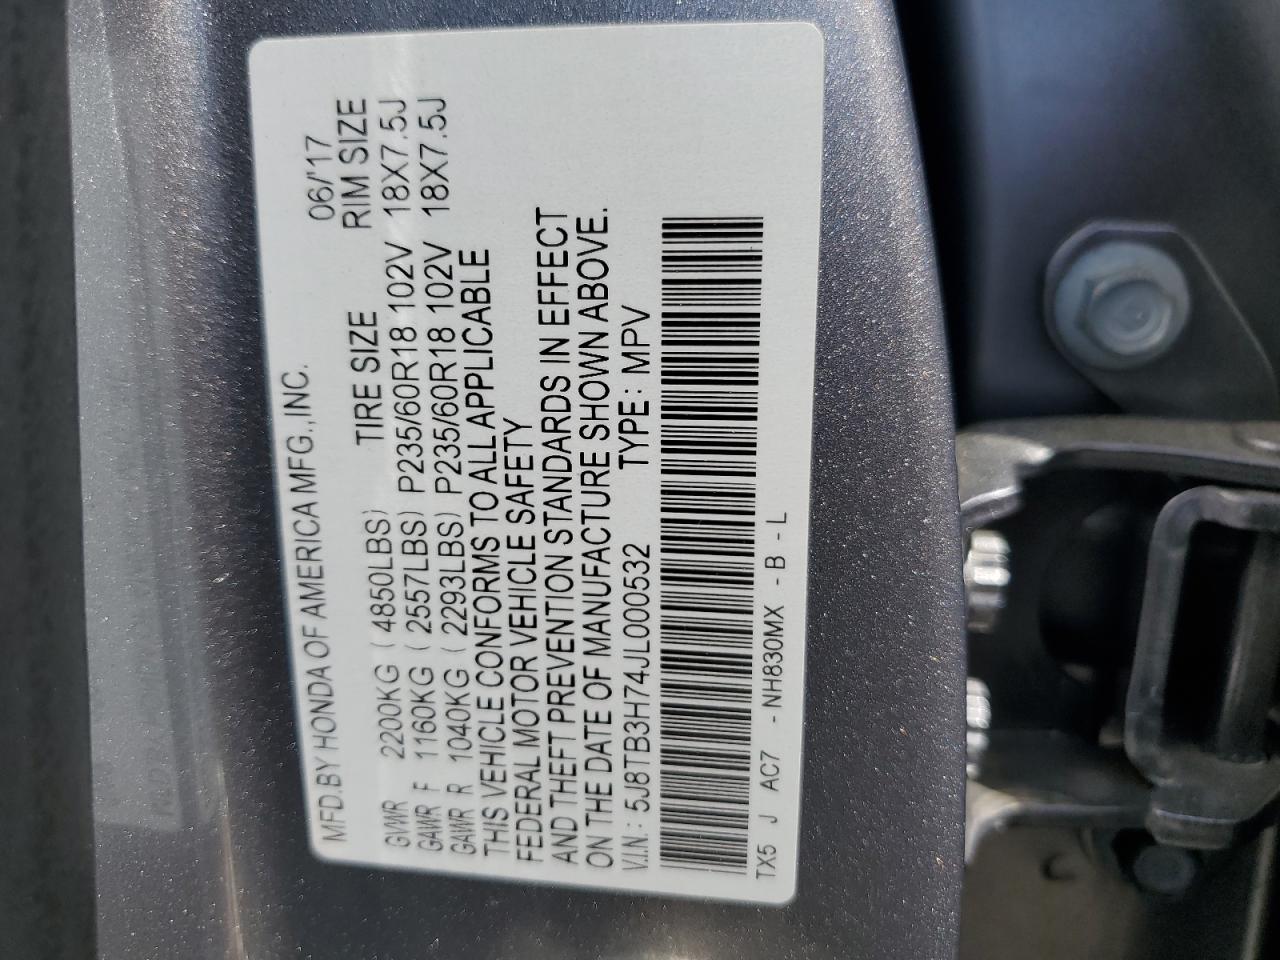 MFD.BY HONDA OF AMERICA MFG.,INC. 06/'17
TIRE SIZE RIM SIZE
GVWR 2200KG ( 4850LBS)
GAWR F 1160KG ( 2557LBS) P235/60R18 102V 18X7.5J
GAWR R 1040KG ( 2293LBS) P235/60R18 102V 18X7.5J
THIS VEHICLE CONFORMS TO ALL APPLICABLE
FEDERAL MOTOR VEHICLE SAFETY
AND THEFT PREVENTION STANDARDS IN EFFECT
ON THE DATE OF MANUFACTURE SHOWN ABOVE.
V.I.N.: 5J8TB3H74JL000532 TYPE: MPV
TX5 J AC7 -NH830MX -B -L